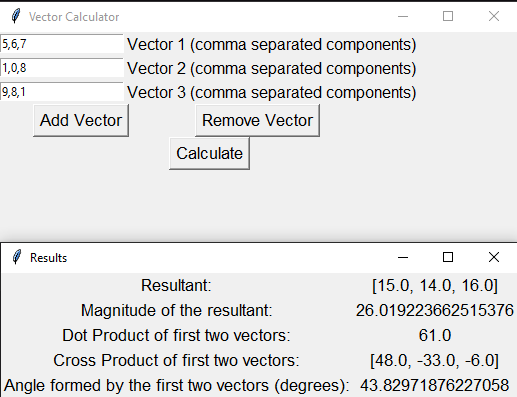 Vector Calculator
5,6,7 Vector 1 (comma separated components)
1,0,8 Vector 2 (comma separated components)
9,8,1 Vector 3 (comma separated components)
Add Vector Remove Vector
Calculate
Results
Resultant: [15.0, 14.0, 16.0]
Magnitude of the resultant: 26.019223662515376
Dot Product of first two vectors: 61.0
Cross Product of first two vectors: [48.0, -33.0, -6.0]
Angle formed by the first two vectors (degrees): 43.82971876227058